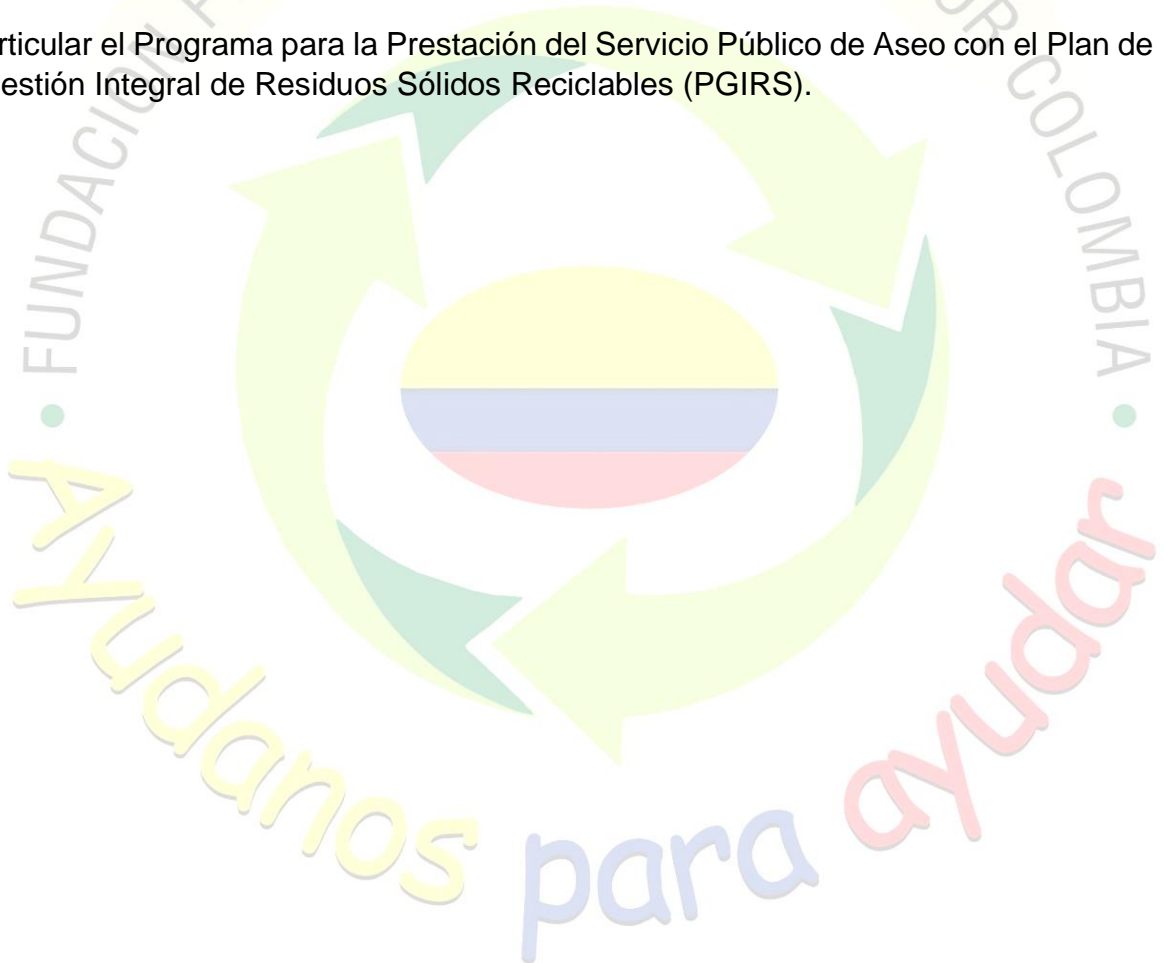 rticular el Programa para la Prestación del Servicio Público de Aseo con el Plan de
estión Integral de Residuos Sólidos Reciclables (PGIRS).
FUNDACION
COLOMBIA
Ayudanos para ayudar